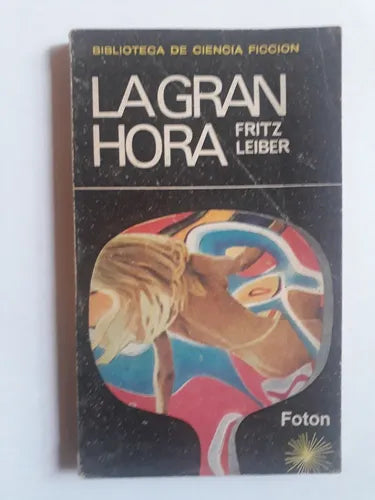 BIBLIOTECA DE CIENCIA FICCION
LA GRAN
HORA
FRITZ
LEIBER
Foton